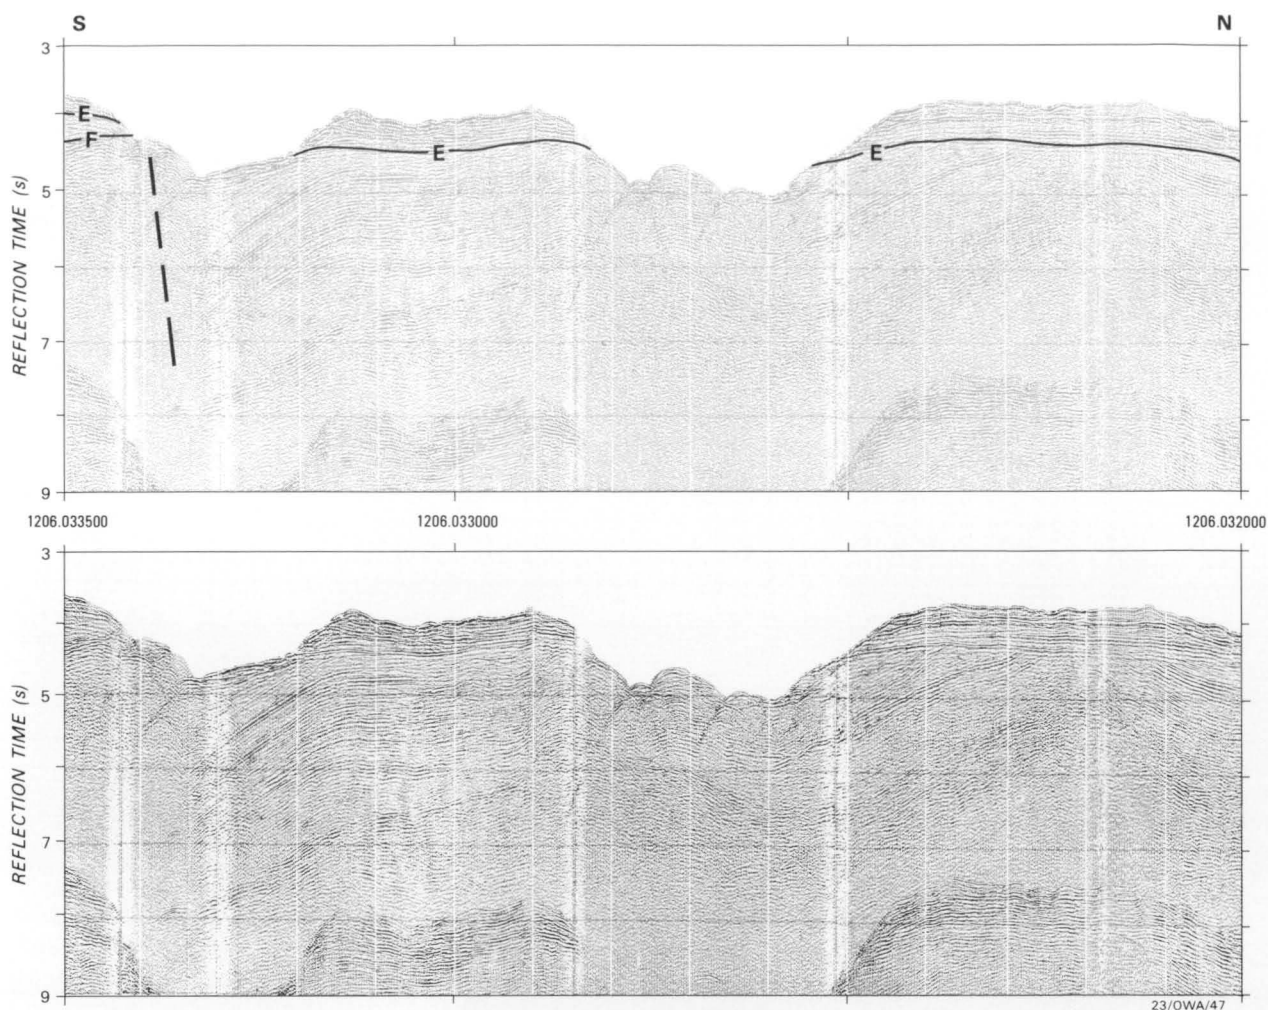 S N
3
E
F
E
E
5
7
9
REFLECTION TIME (s)
1206.033500 1206.033000 1206.032000
3
5
7
9
REFLECTION TIME (s)
23/OWA/47